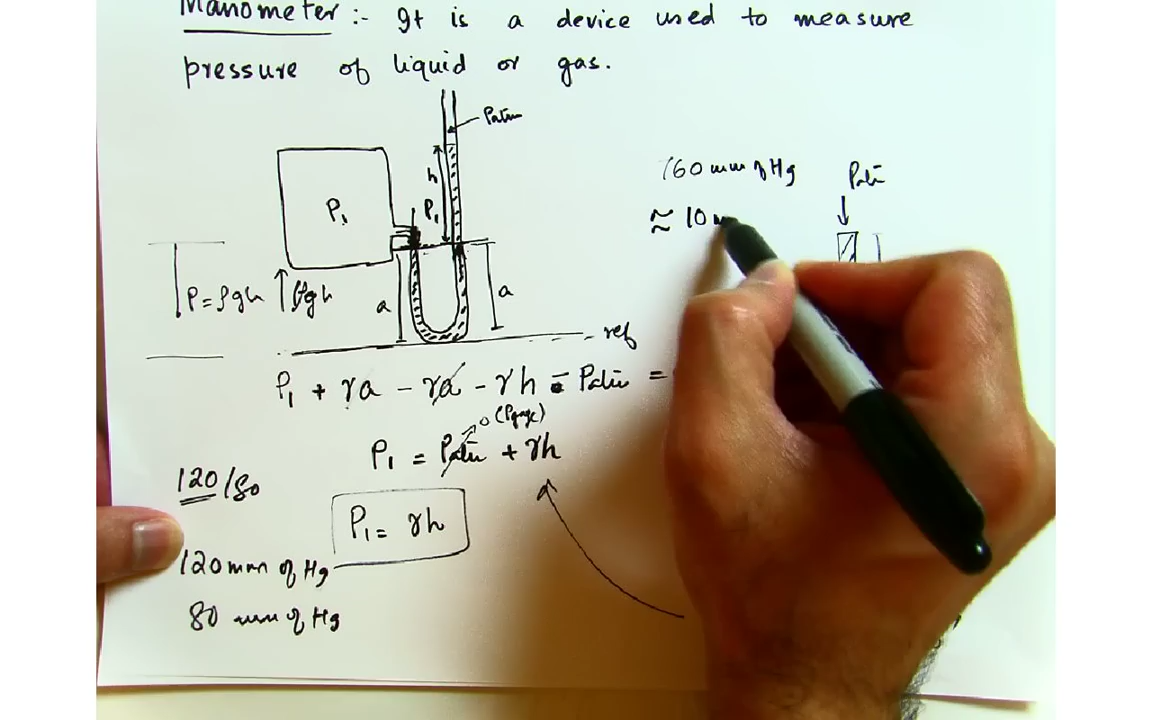 Manometer :- It is a device used to measure
pressure of liquid or gas.
Patm
h
P1
P1
760 mm of Hg
Patm
≈ 10 m
P = ρgh
ρgh
a
a
ref
P1 + γa - γa - γh - Patm =
0 (Pgage)
P1 = Patm + γh
120/80
P1 = γh
120 mm of Hg
80 mm of Hg